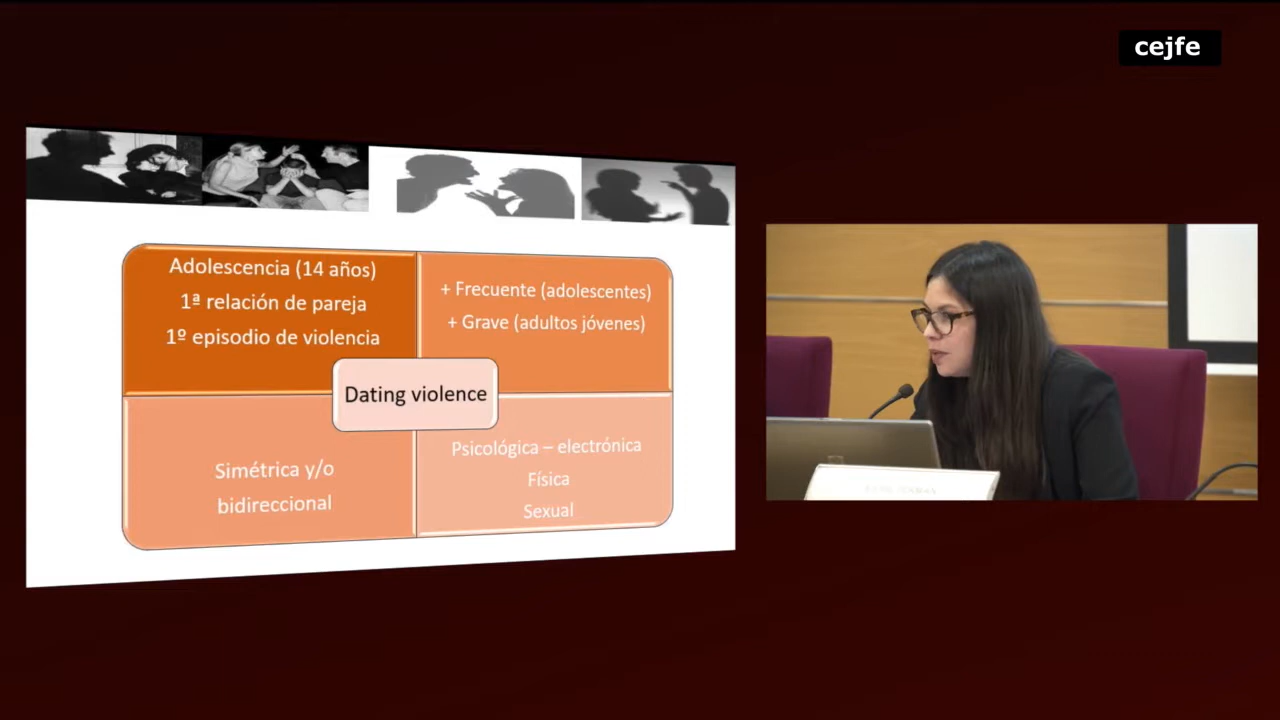 cejfe
Adolescencia (14 años)
1ª relación de pareja
1º episodio de violencia
+ Frecuente (adolescentes)
+ Grave (adultos jóvenes)
Dating violence
Simétrica y/o
bidireccional
Psicológica – electrónica
Física
Sexual